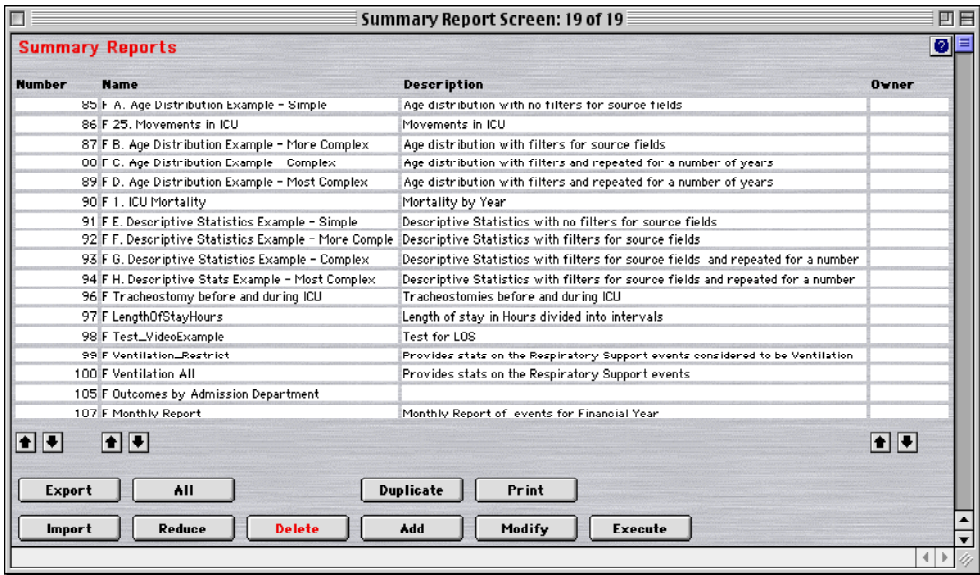 Summary Report Screen: 19 of 19
Summary Reports ?
Number Name Description Owner
85 F A. Age Distribution Example - Simple Age distribution with no filters for source fields
86 F 25. Movements in ICU Movements in ICU
87 F B. Age Distribution Example - More Complex Age distribution with filters for source fields
88 F C. Age Distribution Example - Complex Age distribution with filters and repeated for a number of years
89 F D. Age Distribution Example - Most Complex Age distribution with filters and repeated for a number of years
90 F 1. ICU Mortality Mortality by Year
91 F E. Descriptive Statistics Example - Simple Descriptive Statistics with no filters for source fields
92 F F. Descriptive Statistics Example - More Comple Descriptive Statistics with filters for source fields
93 F G. Descriptive Statistics Example - Complex Descriptive Statistics with filters for source fields and repeated for a number
94 F H. Descriptive Stats Example - Most Complex Descriptive Statistics with filters for source fields and repeated for a number
96 F Tracheostomy before and during ICU Tracheostomies before and during ICU
97 F LengthOfStayHours Length of stay in Hours divided into intervals
98 F Test_VideoExample Test for LOS
99 F Ventilation_Restrict Provides stats on the Respiratory Support events considered to be Ventilation
100 F Ventilation All Provides stats on the Respiratory Support events
105 F Outcomes by Admission Department
107 F Monthly Report Monthly Report of events for Financial Year
Export All Duplicate Print
Import Reduce Delete Add Modify Execute